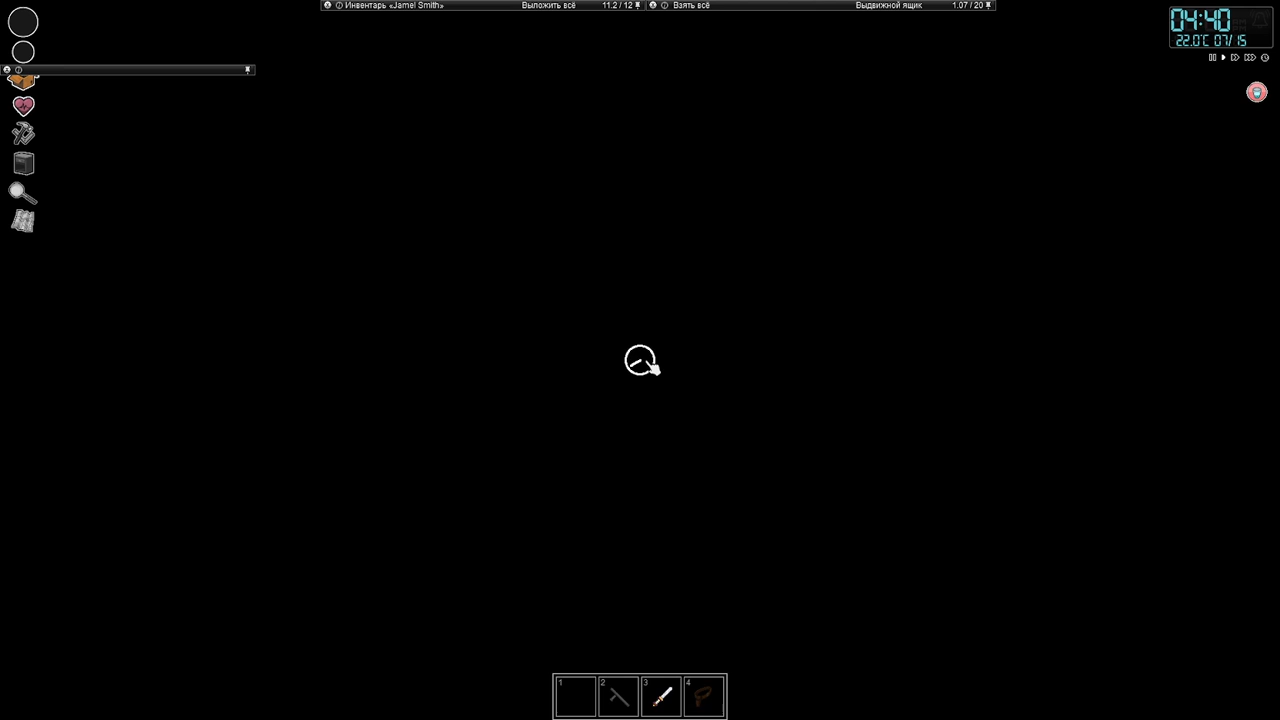 Инвентарь «Jamel Smith» Выложить всё 11.2 / 12 Взять всё Выдвижной ящик 1.07 / 20
04:40
22.0°C 07/15
1 2 3 4